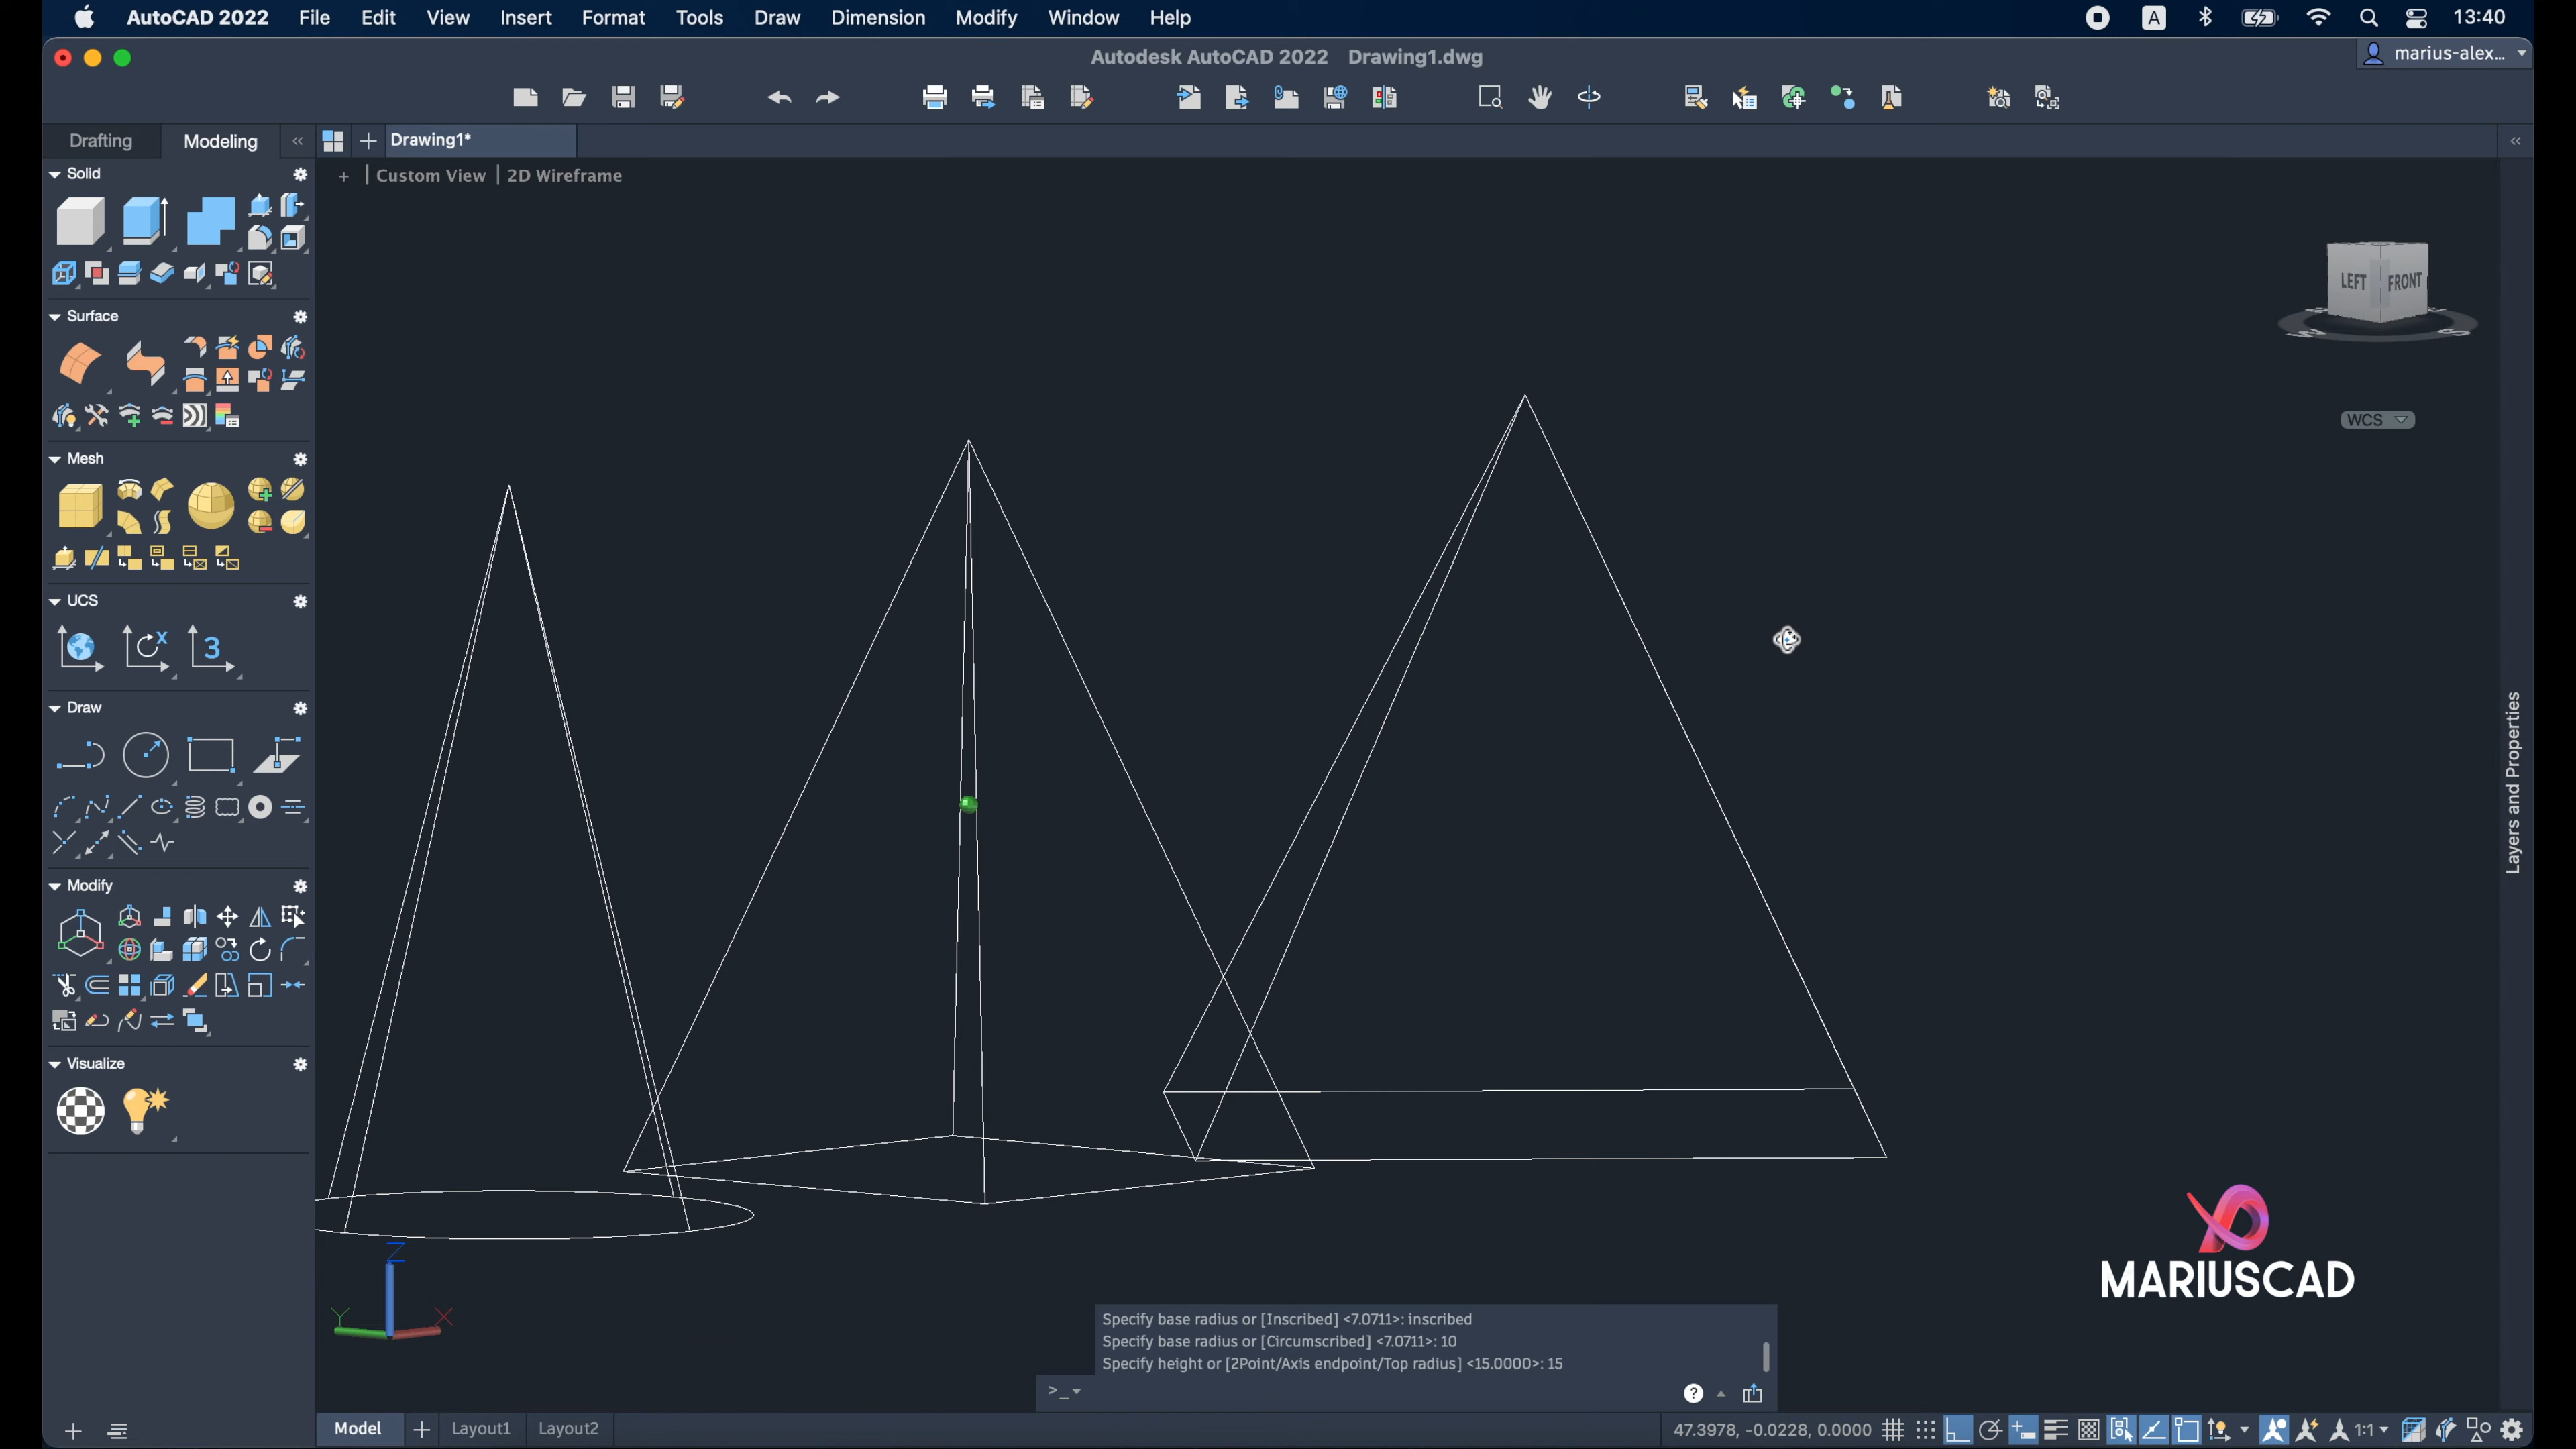 AutoCAD 2022 File Edit View Insert Format Tools Draw Dimension Modify Window Help A 13:40
Autodesk AutoCAD 2022 Drawing1.dwg
marius-alex...
Drafting Modeling « Drawing1* «
Solid
+ | Custom View | 2D Wireframe
LEFT FRONT
W S
Surface
WCS
Mesh
UCS
X
3
Draw
Layers and Properties
Modify
Visualize
MARIUSCAD
Z
Y X
Specify base radius or [Inscribed] <7.0711>: inscribed
Specify base radius or [Circumscribed] <7.0711>: 10
Specify height or [2Point/Axis endpoint/Top radius] <15.0000>: 15
>_ ?
Model + Layout1 Layout2 47.3978, -0.0228, 0.0000 1:1